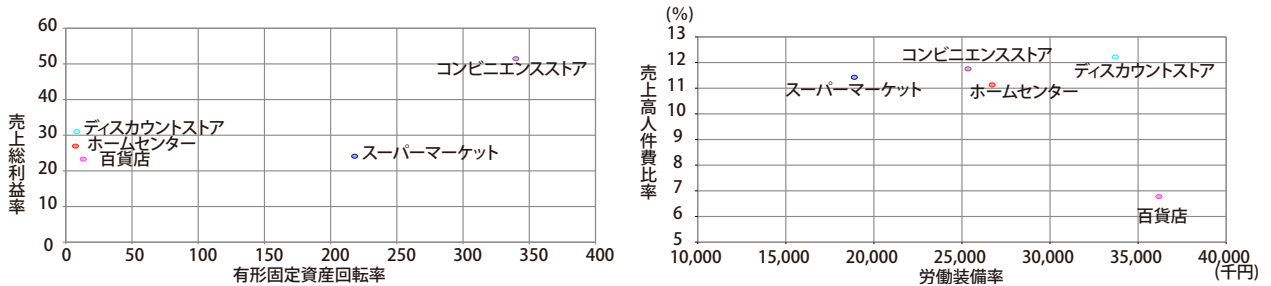 60
50
40
30
20
10
0
売上総利益率
コンビニエンスストア
ディスカウントストア
ホームセンター
百貨店
スーパーマーケット
0 50 100 150 200 250 300 350 400
有形固定資産回転率
(%)
13
12
11
10
9
8
7
6
5
売上高人件費比率
コンビニエンスストア
ディスカウントストア
スーパーマーケット
ホームセンター
百貨店
10,000 15,000 20,000 25,000 30,000 35,000 40,000
労働装備率
(千円)